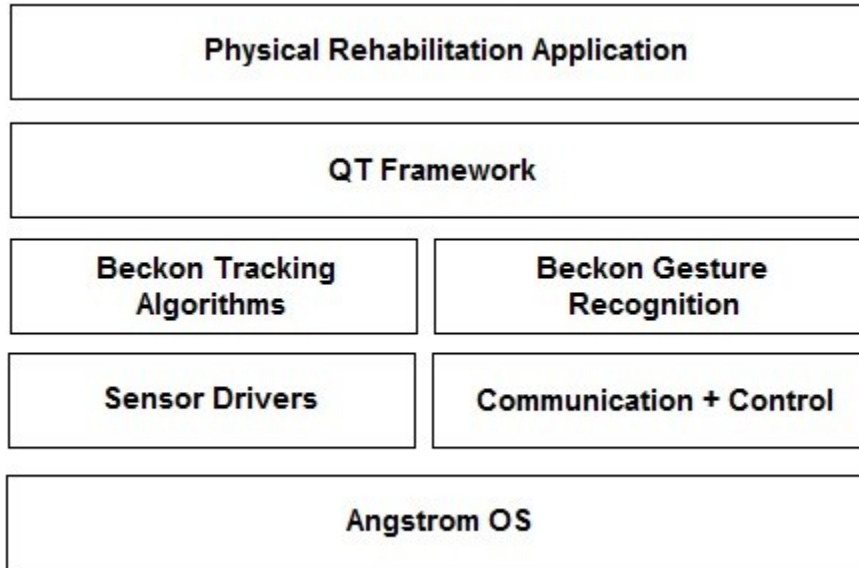 Physical Rehabilitation Application
QT Framework
Beckon Tracking
Algorithms
Beckon Gesture
Recognition
Sensor Drivers
Communication + Control
Angstrom OS